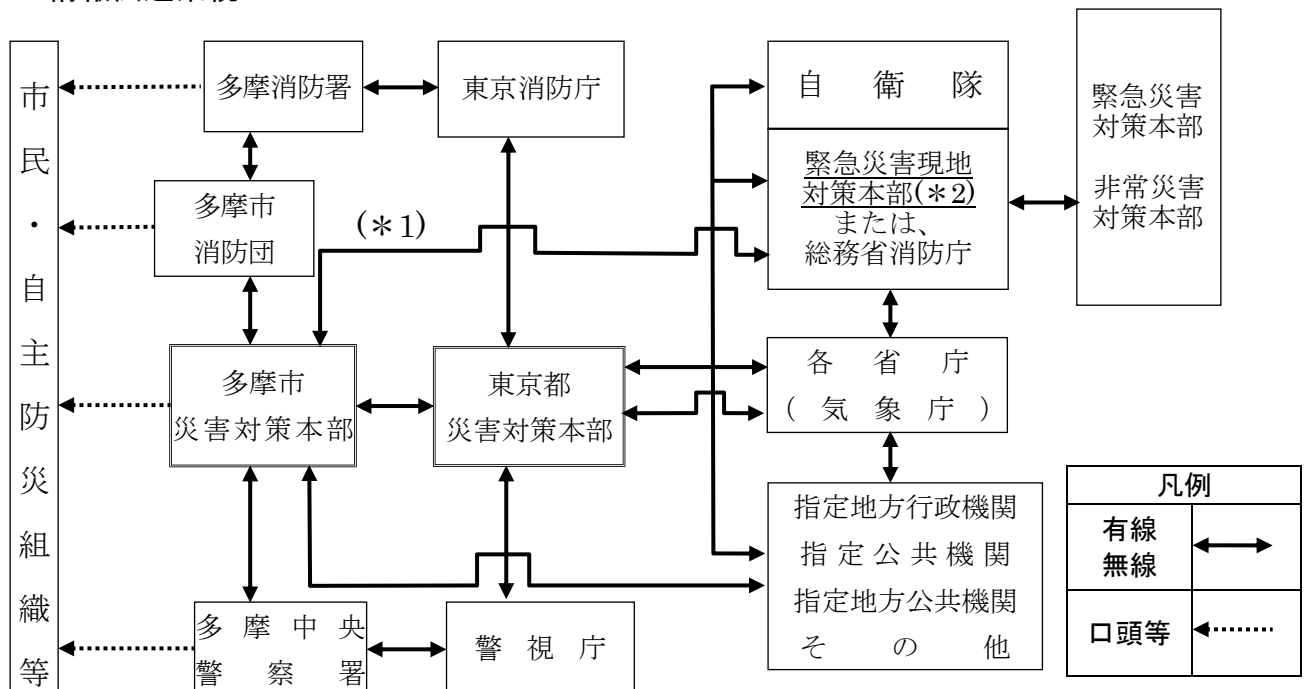 市民・自主防災組織等
多摩消防署
東京消防庁
自衛隊
緊急災害
対策本部
非常災害
対策本部
多摩市
消防団
(＊1)
緊急災害現地
対策本部(＊2)
または、
総務省消防庁
多摩市
災害対策本部
東京都
災害対策本部
各省庁
(気象庁)
指定地方行政機関
指定公共機関
指定地方公共機関
その他
多摩中央
警察署
警視庁
凡例
有線
無線
口頭等